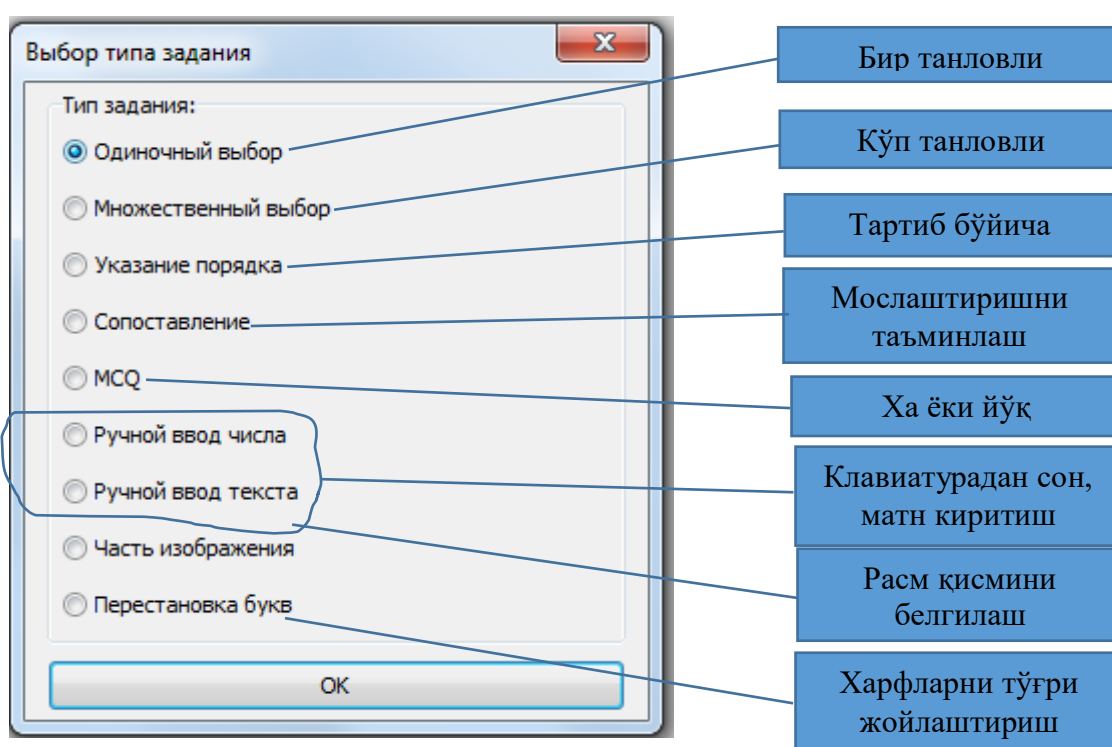 Выбор типа задания
Тип задания:
Одиночный выбор
Множественный выбор
Указание порядка
Сопоставление
MCQ
Ручной ввод числа
Ручной ввод текста
Часть изображения
Перестановка букв
OK
Бир танловли
Кўп танловли
Тартиб бўйича
Мослаштиришни
таъминлаш
Ха ёки йўқ
Клавиатурадан сон,
матн киритиш
Расм қисмини
белгилаш
Харфларни тўғри
жойлаштириш